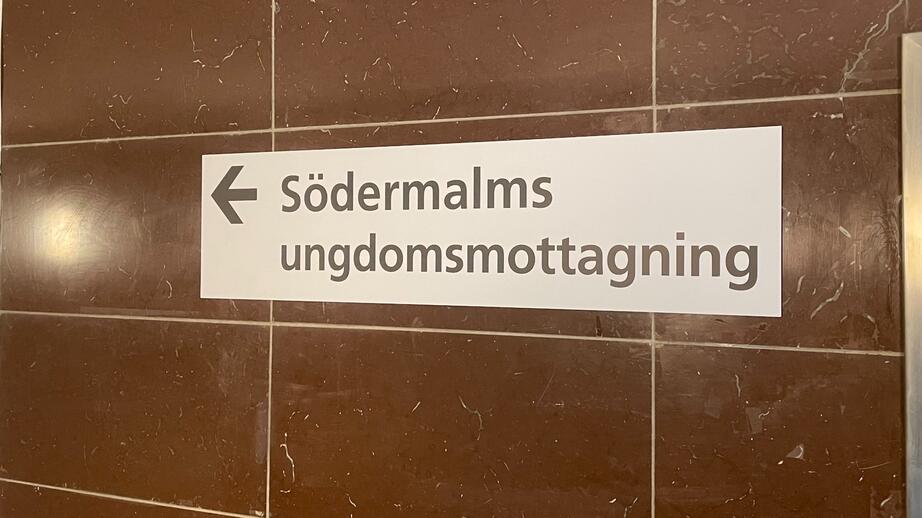 ← Södermalms
ungdomsmottagning